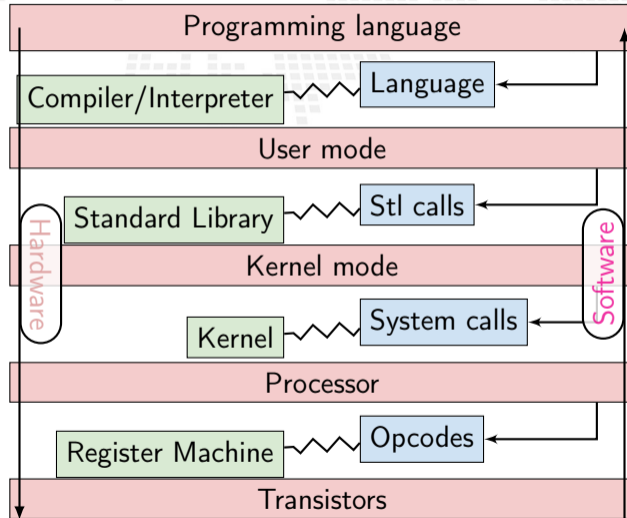 Programming language
Language
Compiler/Interpreter
User mode
Stl calls
Standard Library
Hardware
Software
Kernel mode
System calls
Kernel
Processor
Opcodes
Register Machine
Transistors